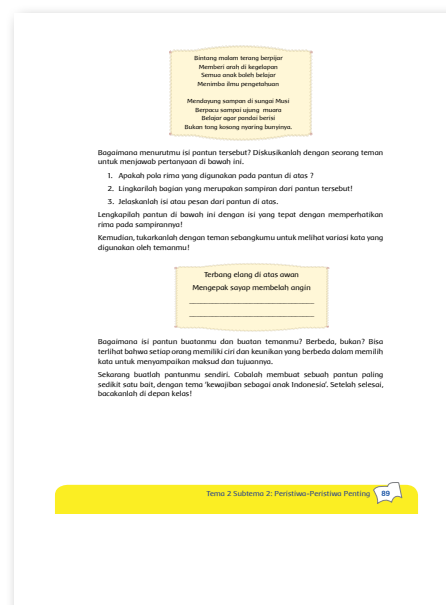 Bintang malam terang berpijar
Memberi arah di kegelapan
Semua anak boleh belajar
Menimba ilmu pengetahuan
Mendayung sampan di sungai Musi
Berpacu sampai ujung muara
Belajar agar pandai berisi
Bukan tong kosong nyaring bunyinya.
Bagaimana menurutmu isi pantun tersebut? Diskusikanlah dengan seorang teman
untuk menjawab pertanyaan di bawah ini.
1. Apakah pola rima yang digunakan pada pantun di atas ?
2. Lingkarilah bagian yang merupakan sampiran dari pantun tersebut!
3. Jelaskanlah isi atau pesan dari pantun di atas.
Lengkapilah pantun di bawah ini dengan isi yang tepat dengan memperhatikan
rima pada sampirannya!
Kemudian, tukarkanlah dengan teman sebangkumu untuk melihat variasi kata yang
digunakan oleh temanmu!
Terbang elang di atas awan
Mengepak sayap membelah angin
Bagaimana isi pantun buatanmu dan buatan temanmu? Berbeda, bukan? Bisa
terlihat bahwa setiap orang memiliki ciri dan keunikan yang berbeda dalam memilih
kata untuk menyampaikan maksud dan tujuannya.
Sekarang buatlah pantunmu sendiri. Cobalah membuat sebuah pantun paling
sedikit satu bait, dengan tema 'kewajiban sebagai anak Indonesia'. Setelah selesai,
bacakanlah di depan kelas!
Tema 2 Subtema 2: Peristiwa-Peristiwa Penting 89